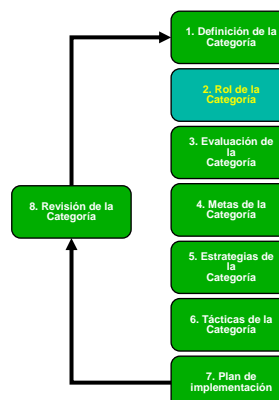 1. Definición de la
Categoría
2. Rol de la
Categoría
3. Evaluación de
la
Categoría
4. Metas de la
Categoría
8. Revisión de la
Categoría
5. Estrategias de
la
Categoría
6. Tácticas de la
Categoría
7. Plan de
implementación